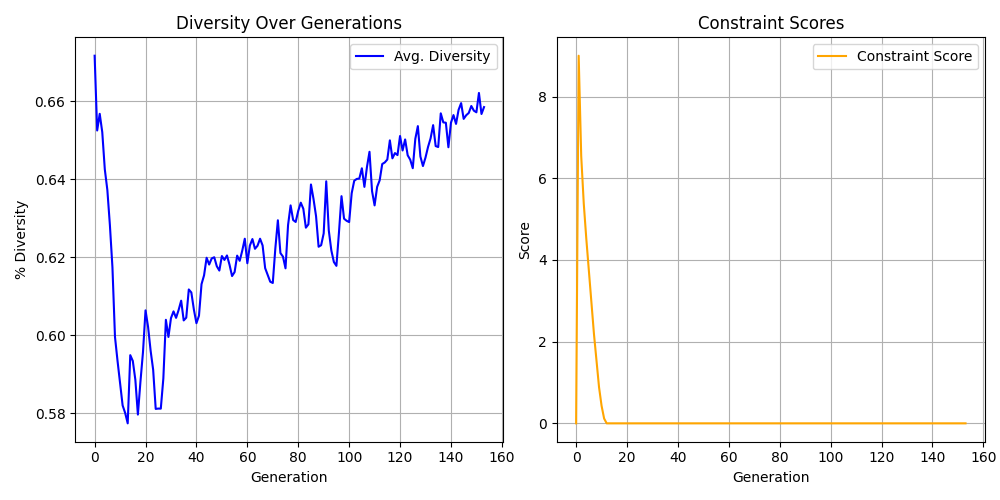 Diversity Over Generations
Avg. Diversity
% Diversity
0.66
0.64
0.62
0.60
0.58
0 20 40 60 80 100 120 140 160
Generation
Constraint Scores
Constraint Score
Score
8
6
4
2
0
0 20 40 60 80 100 120 140 160
Generation